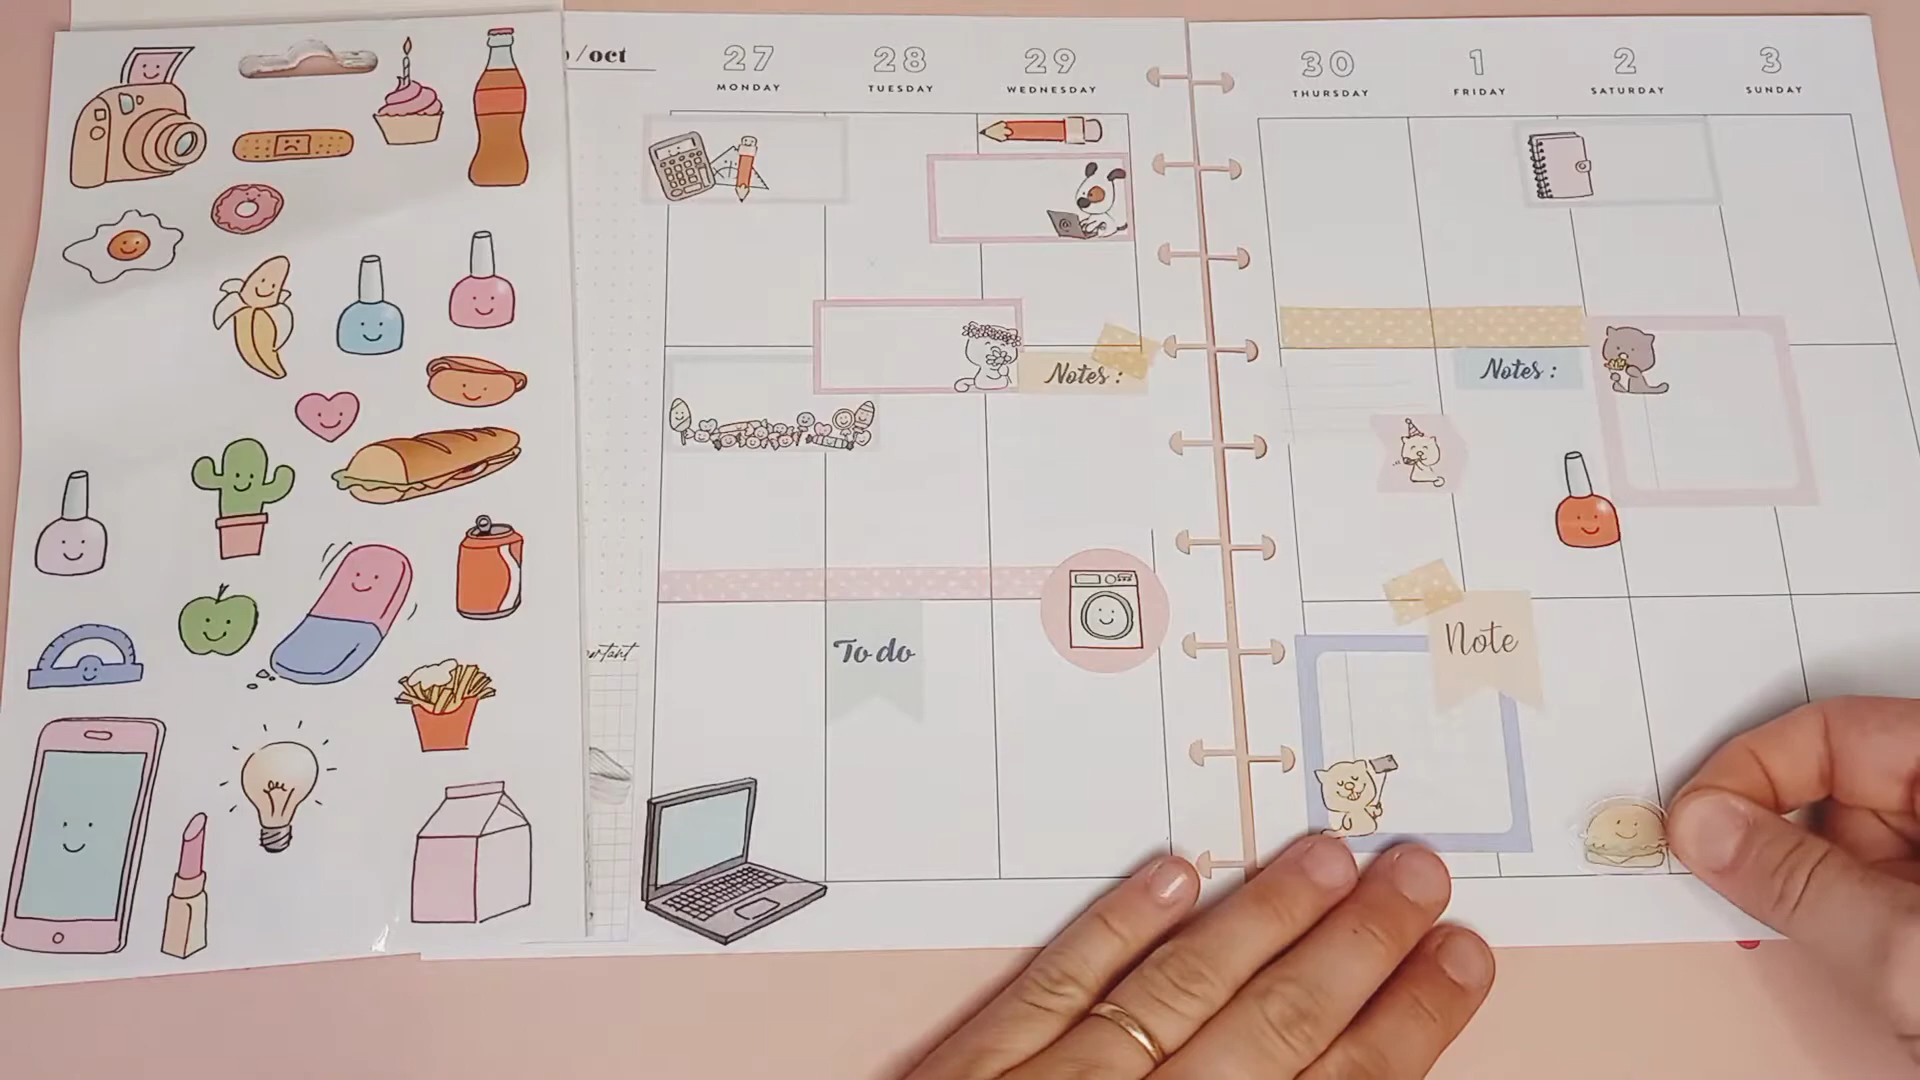 /oct
27 28 29 30 1 2 3
MONDAY TUESDAY WEDNESDAY THURSDAY FRIDAY SATURDAY SUNDAY
Notes :
Notes :
To do
Note